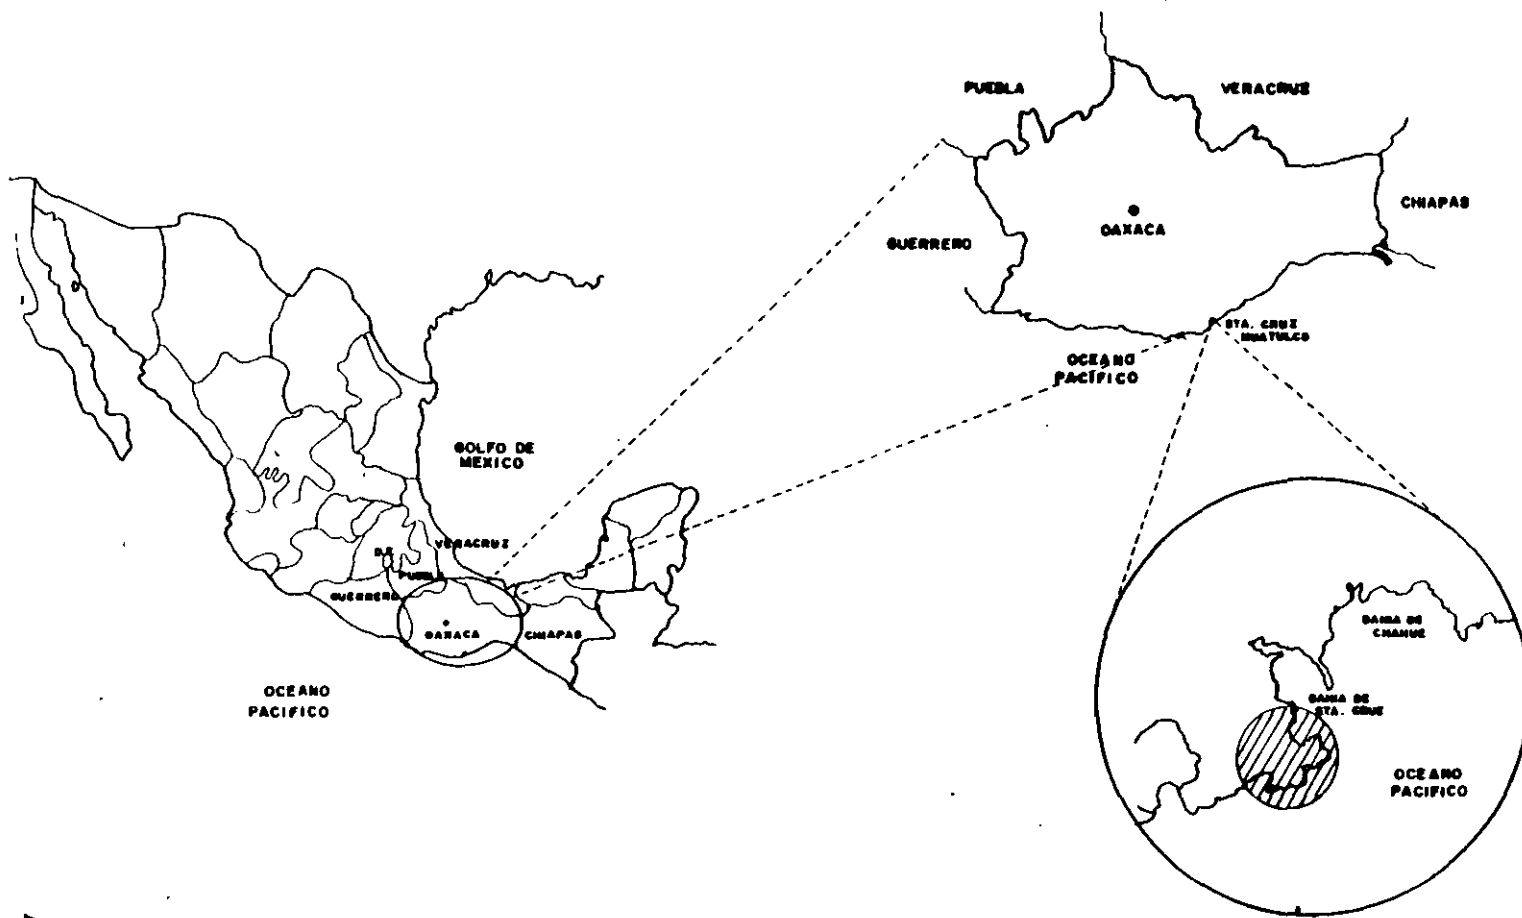 PUEBLA
VERACRUZ
CHIAPAS
OAXACA
GUERRERO
STA. CRUZ
HUATULCO
OCEANO
PACÍFICO
GOLFO DE
MEXICO
VERACRUZ
D.F.
PUEBLA
GUERRERO
OAXACA
CHIAPAS
OCEANO
PACIFICO
BAHIA DE
CHAHUE
BAHIA DE
STA. CRUZ
OCEANO
PACIFICO